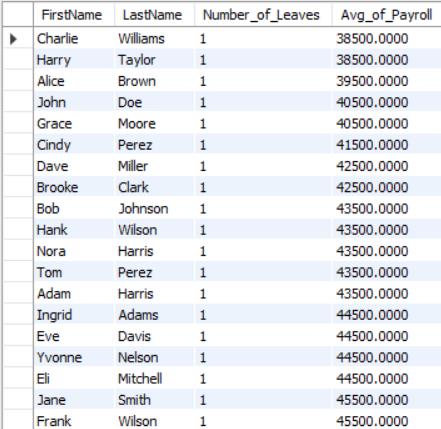 FirstName LastName Number_of_Leaves Avg_of_Payroll
Charlie Williams 1 38500.0000
Harry Taylor 1 38500.0000
Alice Brown 1 39500.0000
John Doe 1 40500.0000
Grace Moore 1 40500.0000
Cindy Perez 1 41500.0000
Dave Miller 1 42500.0000
Brooke Clark 1 42500.0000
Bob Johnson 1 43500.0000
Hank Wilson 1 43500.0000
Nora Harris 1 43500.0000
Tom Perez 1 43500.0000
Adam Harris 1 43500.0000
Ingrid Adams 1 44500.0000
Eve Davis 1 44500.0000
Yvonne Nelson 1 44500.0000
Eli Mitchell 1 44500.0000
Jane Smith 1 45500.0000
Frank Wilson 1 45500.0000